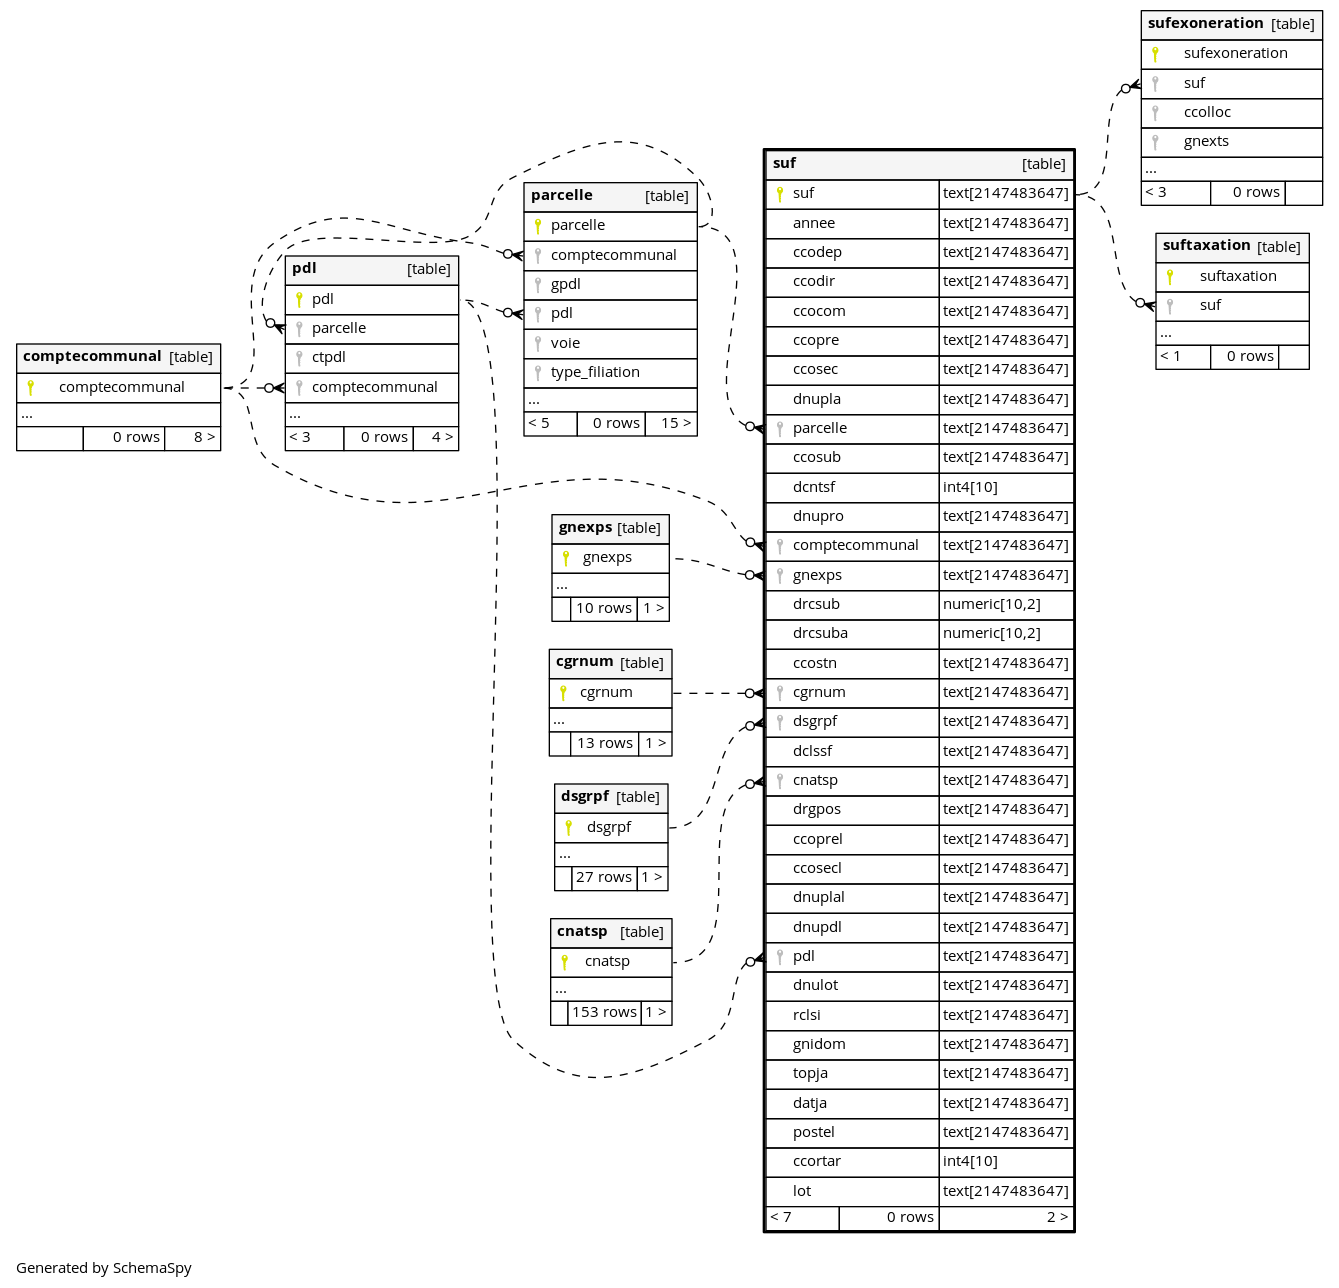 sufexoneration [table]
sufexoneration
suf
ccolloc
gnexts
...
< 3 0 rows
suftaxation [table]
suftaxation
suf
...
< 1 0 rows
suf [table]
suf text[2147483647]
annee text[2147483647]
ccodep text[2147483647]
ccodir text[2147483647]
ccocom text[2147483647]
ccopre text[2147483647]
ccosec text[2147483647]
dnupla text[2147483647]
parcelle text[2147483647]
ccosub text[2147483647]
dcntsf int4[10]
dnupro text[2147483647]
comptecommunal text[2147483647]
gnexps text[2147483647]
drcsub numeric[10,2]
drcsuba numeric[10,2]
ccostn text[2147483647]
cgrnum text[2147483647]
dsgrpf text[2147483647]
dclssf text[2147483647]
cnatsp text[2147483647]
drgpos text[2147483647]
ccoprel text[2147483647]
ccosecl text[2147483647]
dnuplal text[2147483647]
dnupdl text[2147483647]
pdl text[2147483647]
dnulot text[2147483647]
rclsi text[2147483647]
gnidom text[2147483647]
topja text[2147483647]
datja text[2147483647]
postel text[2147483647]
ccortar int4[10]
lot text[2147483647]
< 7 0 rows 2 >
parcelle [table]
parcelle
comptecommunal
gpdl
pdl
voie
type_filiation
...
< 5 0 rows 15 >
pdl [table]
pdl
parcelle
ctpdl
comptecommunal
...
< 3 0 rows 4 >
comptecommunal [table]
comptecommunal
...
0 rows 8 >
gnexps [table]
gnexps
...
10 rows 1 >
cgrnum [table]
cgrnum
...
13 rows 1 >
dsgrpf [table]
dsgrpf
...
27 rows 1 >
cnatsp [table]
cnatsp
...
153 rows 1 >
Generated by SchemaSpy